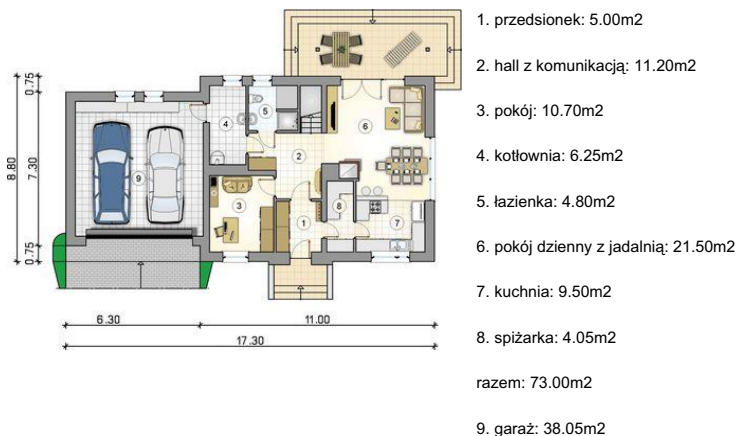 1. przedsionek: 5.00m2
2. hall z komunikacją: 11.20m2
3. pokój: 10.70m2
4. kotłownia: 6.25m2
5. łazienka: 4.80m2
6. pokój dzienny z jadalnią: 21.50m2
7. kuchnia: 9.50m2
8. spiżarka: 4.05m2
razem: 73.00m2
9. garaż: 38.05m2
0.75
8.80
7.30
0.75
5
4
6
2
9
3
8
1
7
6.30
11.00
17.30